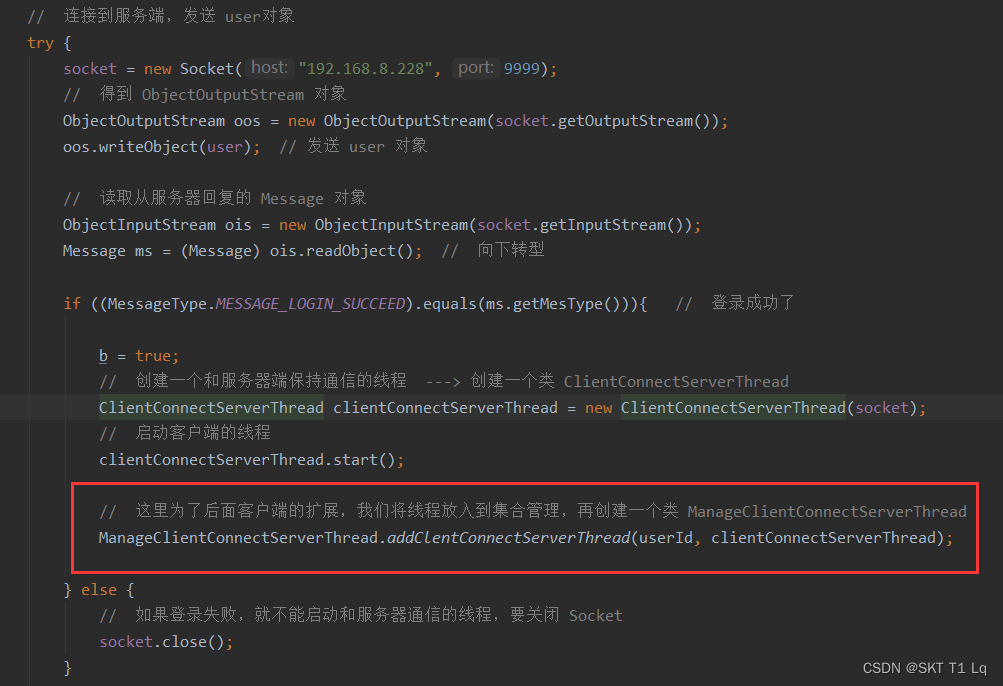 // 连接到服务端，发送 user对象
try {
socket = new Socket( host: "192.168.8.228", port: 9999);
// 得到 ObjectOutputStream 对象
ObjectOutputStream oos = new ObjectOutputStream(socket.getOutputStream());
oos.writeObject(user); // 发送 user 对象
// 读取从服务器回复的 Message 对象
ObjectInputStream ois = new ObjectInputStream(socket.getInputStream());
Message ms = (Message) ois.readObject(); // 向下转型
if ((MessageType.MESSAGE_LOGIN_SUCCEED).equals(ms.getMesType())){ // 登录成功了
b = true;
// 创建一个和服务器端保持通信的线程 ---> 创建一个类 ClientConnectServerThread
ClientConnectServerThread clientConnectServerThread = new ClientConnectServerThread(socket);
// 启动客户端的线程
clientConnectServerThread.start();
// 这里为了后面客户端的扩展，我们将线程放入到集合管理，再创建一个类 ManageClientConnectServerThread
ManageClientConnectServerThread.addClentConnectServerThread(userId, clientConnectServerThread);
} else {
// 如果登录失败，就不能启动和服务器通信的线程，要关闭 Socket
socket.close();
}
CSDN @SKT T1 Lq